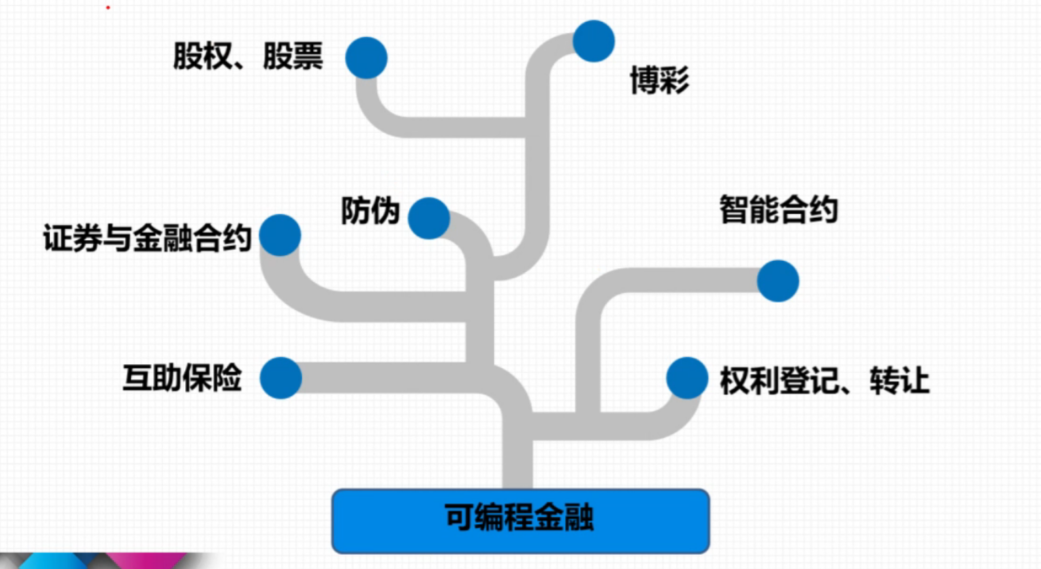 股权、股票
博彩
防伪
智能合约
证券与金融合约
互助保险
权利登记、转让
可编程金融